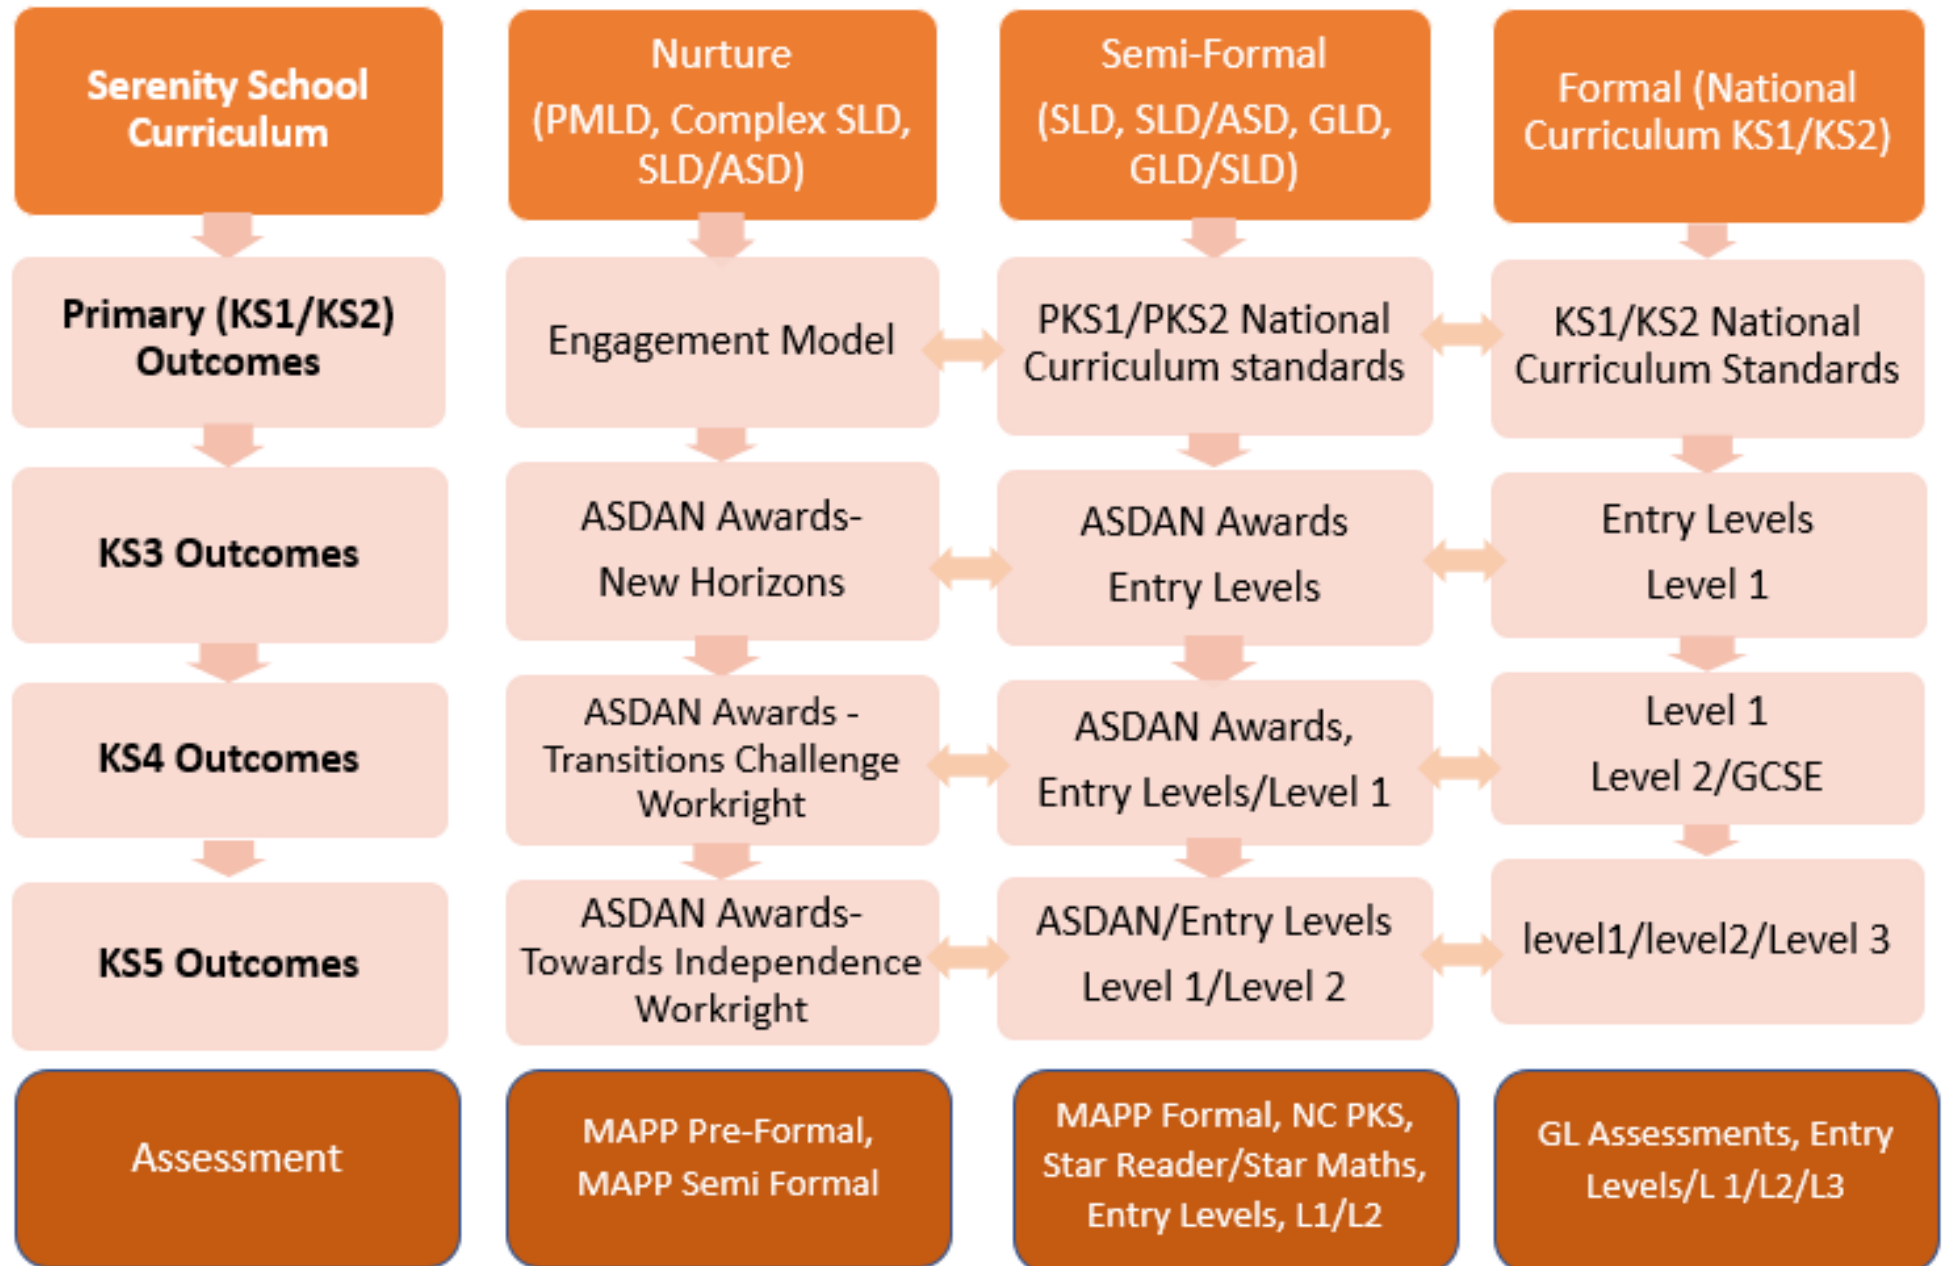 Serenity School
Curriculum
Nurture
(PMLD, Complex SLD,
SLD/ASD)
Semi-Formal
(SLD, SLD/ASD, GLD,
GLD/SLD)
Formal (National
Curriculum KS1/KS2)
Primary (KS1/KS2)
Outcomes
Engagement Model
PKS1/PKS2 National
Curriculum standards
KS1/KS2 National
Curriculum Standards
KS3 Outcomes
ASDAN Awards-
New Horizons
ASDAN Awards
Entry Levels
Entry Levels
Level 1
KS4 Outcomes
ASDAN Awards -
Transitions Challenge
Workright
ASDAN Awards,
Entry Levels/Level 1
Level 1
Level 2/GCSE
KS5 Outcomes
ASDAN Awards-
Towards Independence
Workright
ASDAN/Entry Levels
Level 1/Level 2
level1/level2/Level 3
Assessment
MAPP Pre-Formal,
MAPP Semi Formal
MAPP Formal, NC PKS,
Star Reader/Star Maths,
Entry Levels, L1/L2
GL Assessments, Entry
Levels/L 1/L2/L3